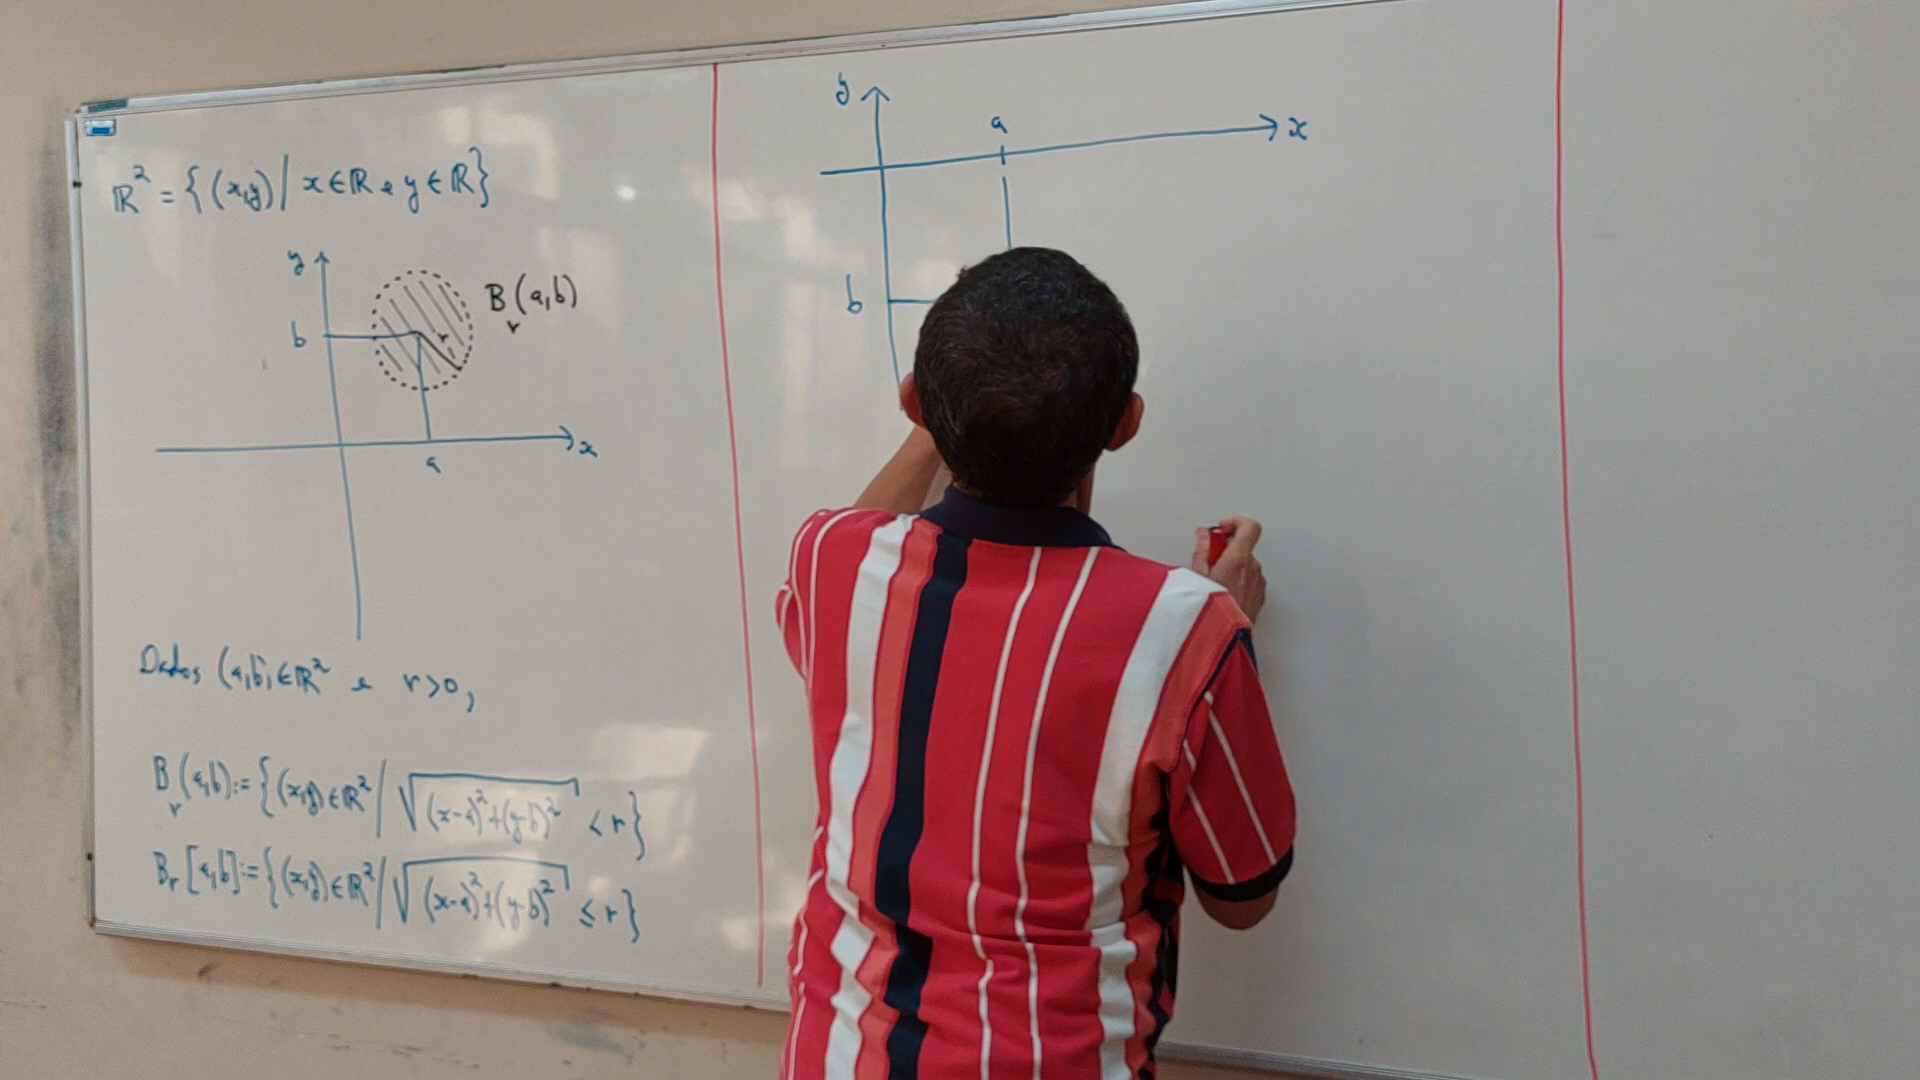 ℝ² = {(x,y) / x ∈ ℝ e y ∈ ℝ}
y
B_r(a,b)
b
r
x
a
Dados (a,b) ∈ ℝ² e r > 0,
B_r(a,b) := {(x,y) ∈ ℝ² / √((x-a)² + (y-b)²) < r}
B_r[a,b] := {(x,y) ∈ ℝ² / √((x-a)² + (y-b)²) ≤ r}
y
a
x
b